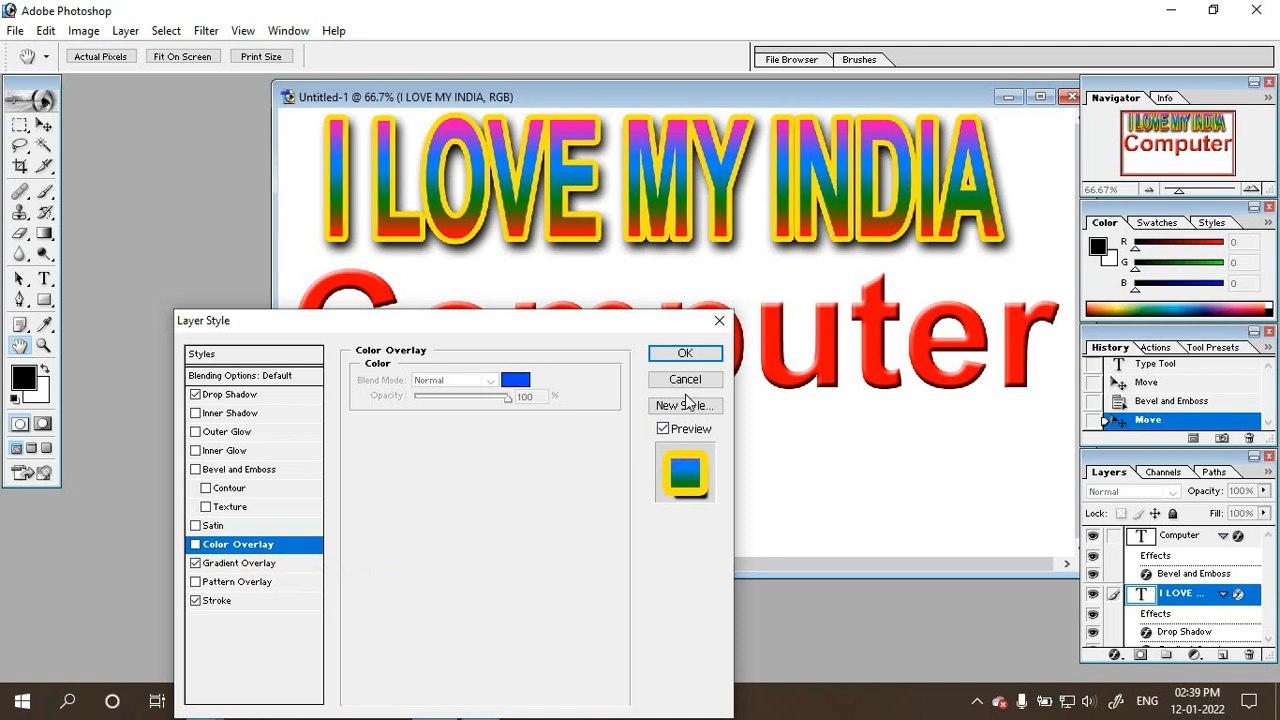 Adobe Photoshop
File Edit Image Layer Select Filter View Window Help
Actual Pixels Fit On Screen Print Size File Browser Brushes
Untitled-1 @ 66.7% (I LOVE MY INDIA, RGB)
I LOVE MY INDIA
Computer
Navigator Info
I LOVE MY INDIA
Computer
66.67%
Color Swatches Styles
R 0
G 0
B 0
History Actions Tool Presets
Type Tool
Move
Bevel and Emboss
Move
Layers Channels Paths
Normal Opacity: 100%
Lock: Fill: 100%
T Computer
Effects
Bevel and Emboss
T I LOVE ...
Effects
Drop Shadow
Layer Style
Styles
Blending Options: Default
Drop Shadow
Inner Shadow
Outer Glow
Inner Glow
Bevel and Emboss
Contour
Texture
Satin
Color Overlay
Gradient Overlay
Pattern Overlay
Stroke
Color Overlay
Color
Blend Mode: Normal
Opacity: 100 %
OK
Cancel
New Style...
Preview
ENG
02:39 PM
12-01-2022